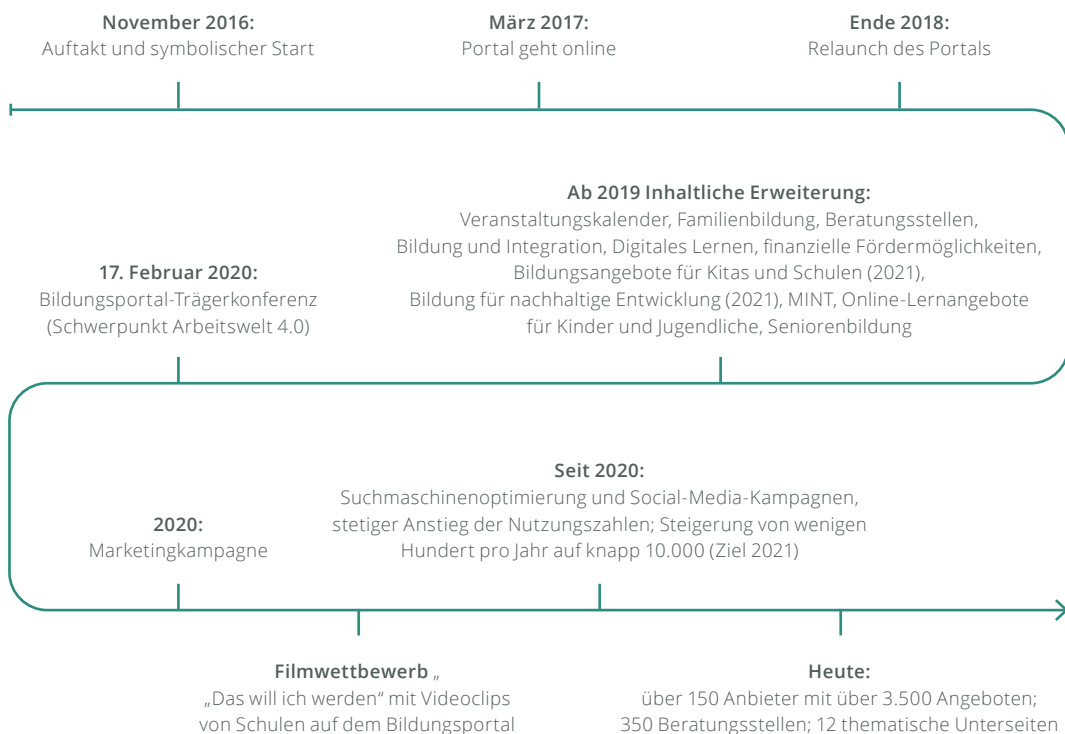 November 2016:
Auftakt und symbolischer Start
März 2017:
Portal geht online
Ende 2018:
Relaunch des Portals
Ab 2019 Inhaltliche Erweiterung:
Veranstaltungskalender, Familienbildung, Beratungsstellen,
Bildung und Integration, Digitales Lernen, finanzielle Fördermöglichkeiten,
Bildungsangebote für Kitas und Schulen (2021),
Bildung für nachhaltige Entwicklung (2021), MINT, Online-Lernangebote
für Kinder und Jugendliche, Seniorenbildung
17. Februar 2020:
Bildungsportal-Trägerkonferenz
(Schwerpunkt Arbeitswelt 4.0)
2020:
Marketingkampagne
Seit 2020:
Suchmaschinenoptimierung und Social-Media-Kampagnen,
stetiger Anstieg der Nutzungszahlen; Steigerung von wenigen
Hundert pro Jahr auf knapp 10.000 (Ziel 2021)
Filmwettbewerb „
„Das will ich werden“ mit Videoclips
von Schulen auf dem Bildungsportal
Heute:
über 150 Anbieter mit über 3.500 Angeboten;
350 Beratungsstellen; 12 thematische Unterseiten